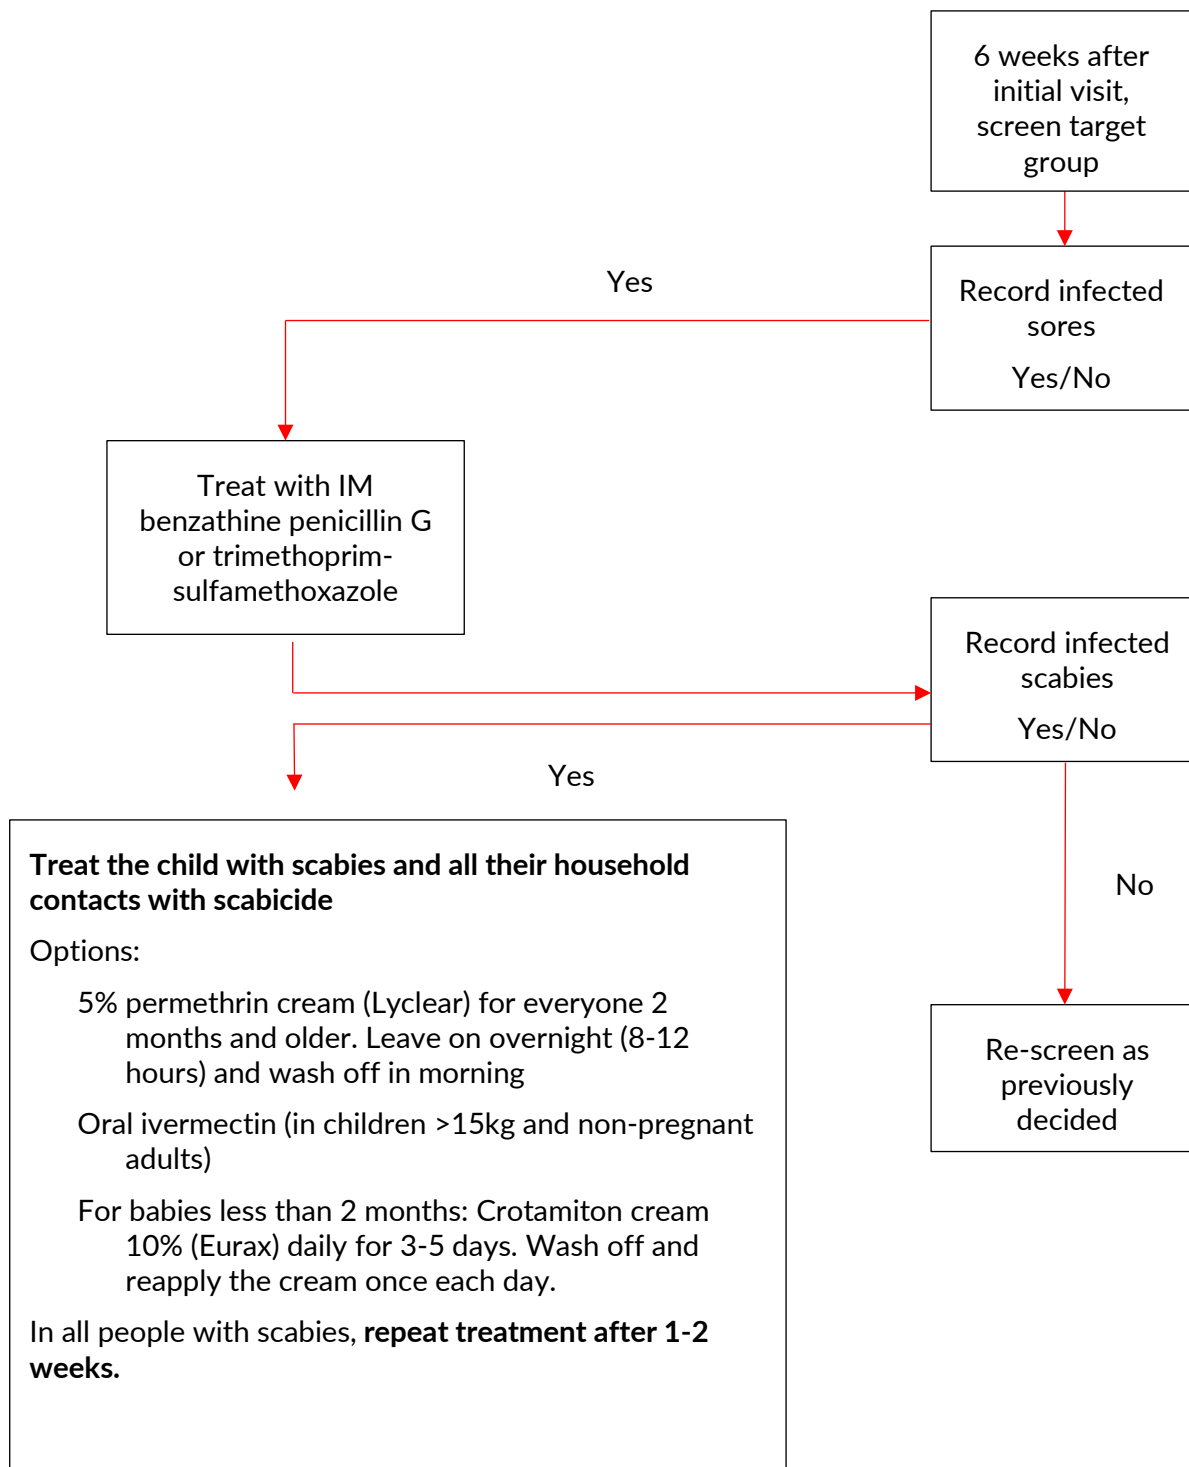 6 weeks after
initial visit,
screen target
group
Yes
Record infected
sores
Yes/No
Treat with IM
benzathine penicillin G
or trimethoprim-
sulfamethoxazole
Record infected
scabies
Yes/No
Yes
Treat the child with scabies and all their household
contacts with scabicide
Options:
5% permethrin cream (Lyclear) for everyone 2
months and older. Leave on overnight (8-12
hours) and wash off in morning
Oral ivermectin (in children >15kg and non-pregnant
adults)
For babies less than 2 months: Crotamiton cream
10% (Eurax) daily for 3-5 days. Wash off and
reapply the cream once each day.
In all people with scabies, repeat treatment after 1-2
weeks.
No
Re-screen as
previously
decided